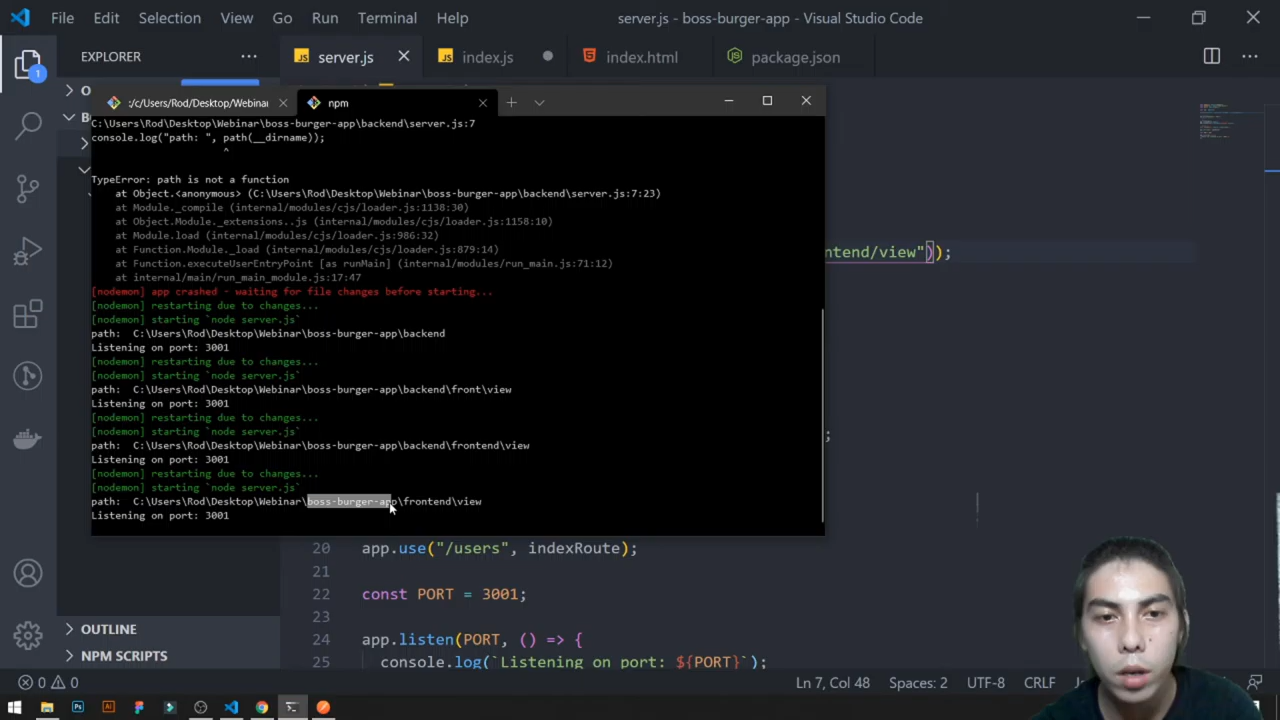 File Edit Selection View Go Run Terminal Help
server.js - boss-burger-app - Visual Studio Code
EXPLORER
server.js
index.js
index.html
package.json
1
:/c/Users/Rod/Desktop/Webinar
npm
C:\Users\Rod\Desktop\Webinar\boss-burger-app\backend\server.js:7
console.log("path: ", path(__dirname));
^
TypeError: path is not a function
at Object.<anonymous> (C:\Users\Rod\Desktop\Webinar\boss-burger-app\backend\server.js:7:23)
at Module._compile (internal/modules/cjs/loader.js:1138:30)
at Object.Module._extensions..js (internal/modules/cjs/loader.js:1158:10)
at Module.load (internal/modules/cjs/loader.js:986:32)
at Function.Module._load (internal/modules/cjs/loader.js:879:14)
at Function.executeUserEntryPoint [as runMain] (internal/modules/run_main.js:71:12)
at internal/main/run_main_module.js:17:47
[nodemon] app crashed - waiting for file changes before starting...
[nodemon] restarting due to changes...
[nodemon] starting `node server.js`
path:  C:\Users\Rod\Desktop\Webinar\boss-burger-app\backend
Listening on port: 3001
[nodemon] restarting due to changes...
[nodemon] starting `node server.js`
path:  C:\Users\Rod\Desktop\Webinar\boss-burger-app\backend\front\view
Listening on port: 3001
[nodemon] restarting due to changes...
[nodemon] starting `node server.js`
path:  C:\Users\Rod\Desktop\Webinar\boss-burger-app\backend\frontend\view
Listening on port: 3001
[nodemon] restarting due to changes...
[nodemon] starting `node server.js`
path:  C:\Users\Rod\Desktop\Webinar\boss-burger-app\frontend\view
Listening on port: 3001
ntend/view"));
;
20 app.use("/users", indexRoute);
21
22 const PORT = 3001;
23
24 app.listen(PORT, () => {
25 console.log(`Listening on port: ${PORT}`);
OUTLINE
NPM SCRIPTS
0 0
Ln 7, Col 48 Spaces: 2 UTF-8 CRLF